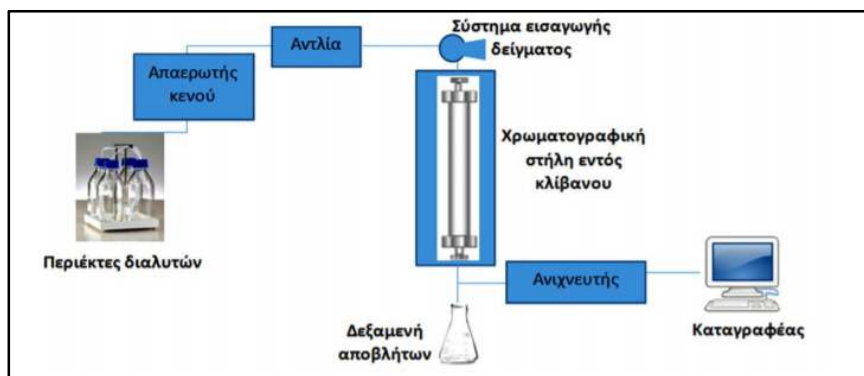 Σύστημα εισαγωγής
δείγματος
Αντλία
Απαερωτής
κενού
Χρωματογραφική
στήλη εντός
κλίβανου
Περιέκτες διαλυτών
Ανιχνευτής
Δεξαμενή
αποβλήτων
Καταγραφέας